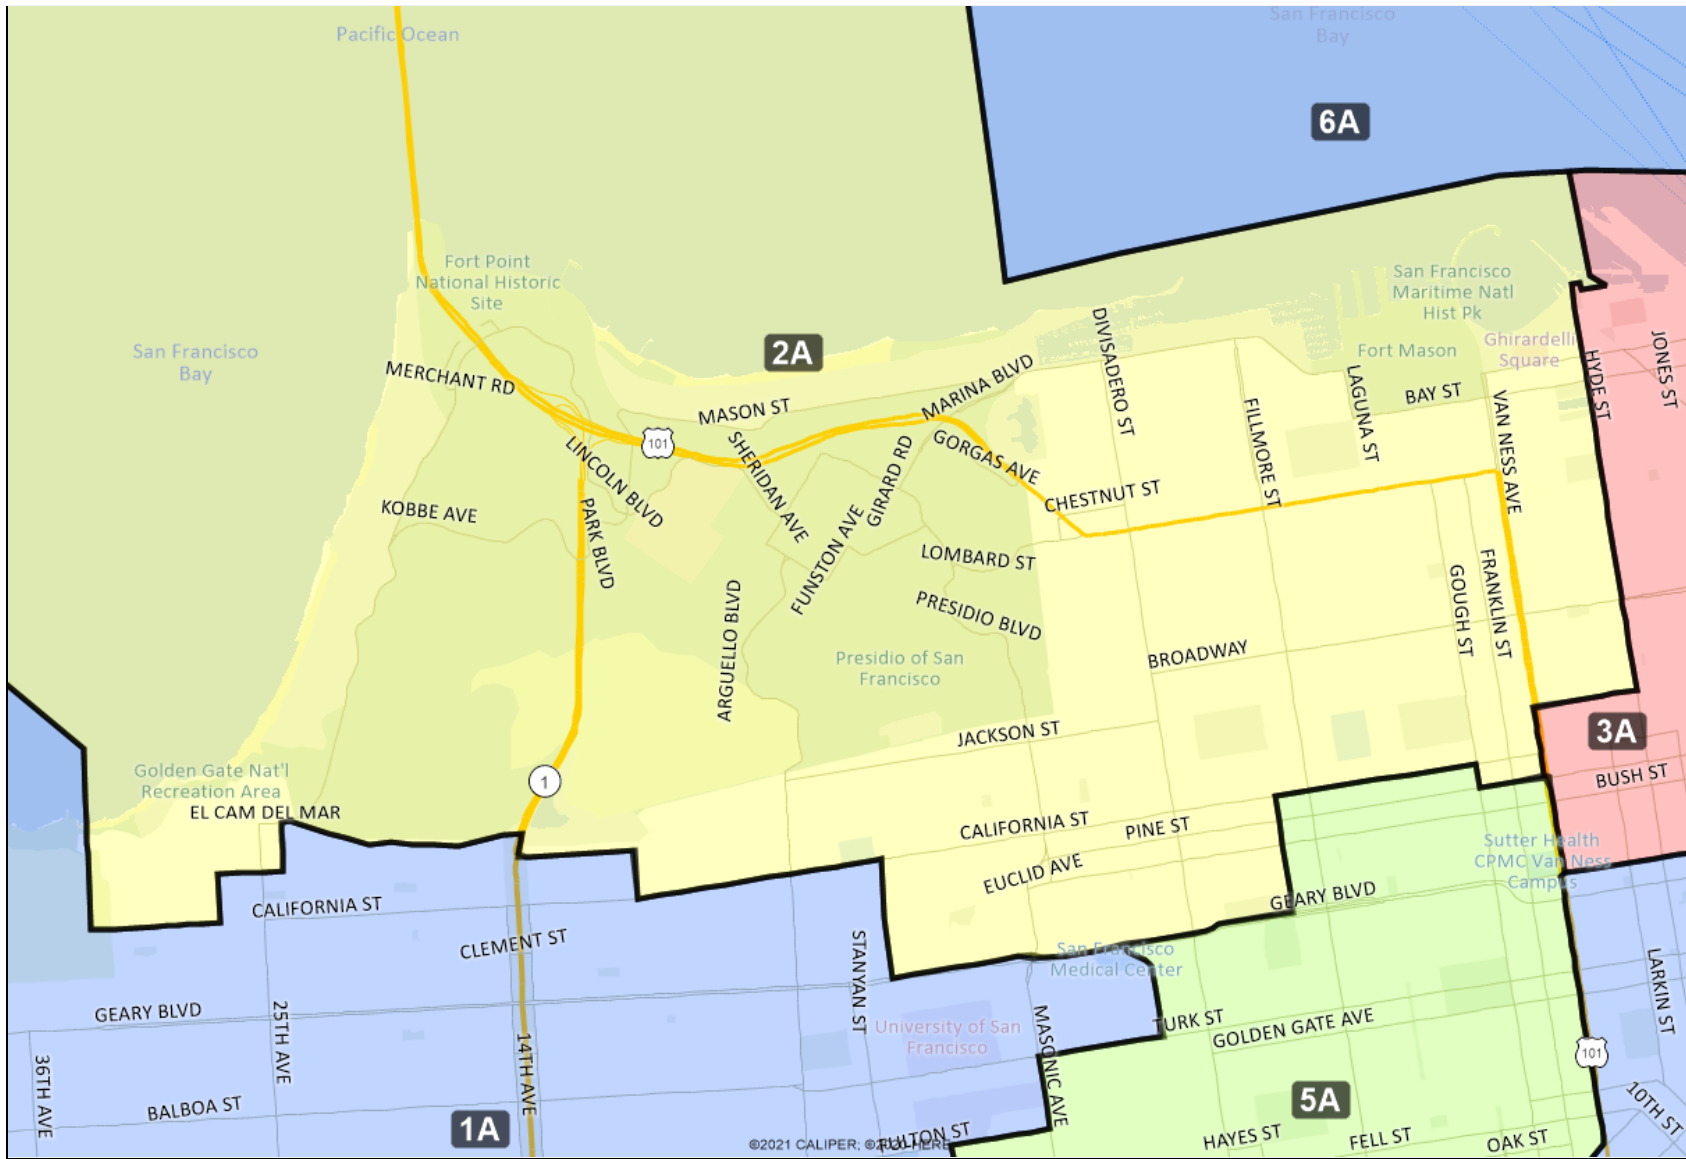 Pacific Ocean
San Francisco
Bay
6A
Fort Point
National Historic
Site
San Francisco
Maritime Natl
Hist Pk
San Francisco
Bay
2A
DIVISADERO ST
Ghirardelli
Square
Fort Mason
JONES ST
HYDE ST
MERCHANT RD
MARINA BLVD
LAGUNA ST
BAY ST
MASON ST
FILLMORE ST
VAN NESS AVE
101
SHERIDAN AVE
GIRARD RD
GORGAS AVE
LINCOLN BLVD
KOBBE AVE
PARK BLVD
CHESTNUT ST
FUNSTON AVE
LOMBARD ST
ARGUELLO BLVD
PRESIDIO BLVD
GOUGH ST
FRANKLIN ST
Presidio of San
Francisco
BROADWAY
JACKSON ST
3A
Golden Gate Nat'l
Recreation Area
1
BUSH ST
EL CAM DEL MAR
CALIFORNIA ST
PINE ST
Sutter Health
CPMC Van Ness
Campus
EUCLID AVE
GEARY BLVD
CALIFORNIA ST
CLEMENT ST
San Francisco
Medical Center
STANYAN ST
LARKIN ST
GEARY BLVD
25TH AVE
University of San
Francisco
TURK ST
GOLDEN GATE AVE
MASONIC AVE
36TH AVE
14TH AVE
101
BALBOA ST
1A
5A
10TH ST
©2021 CALIPER; ©2020 HERE
FULTON ST
HAYES ST
FELL ST
OAK ST